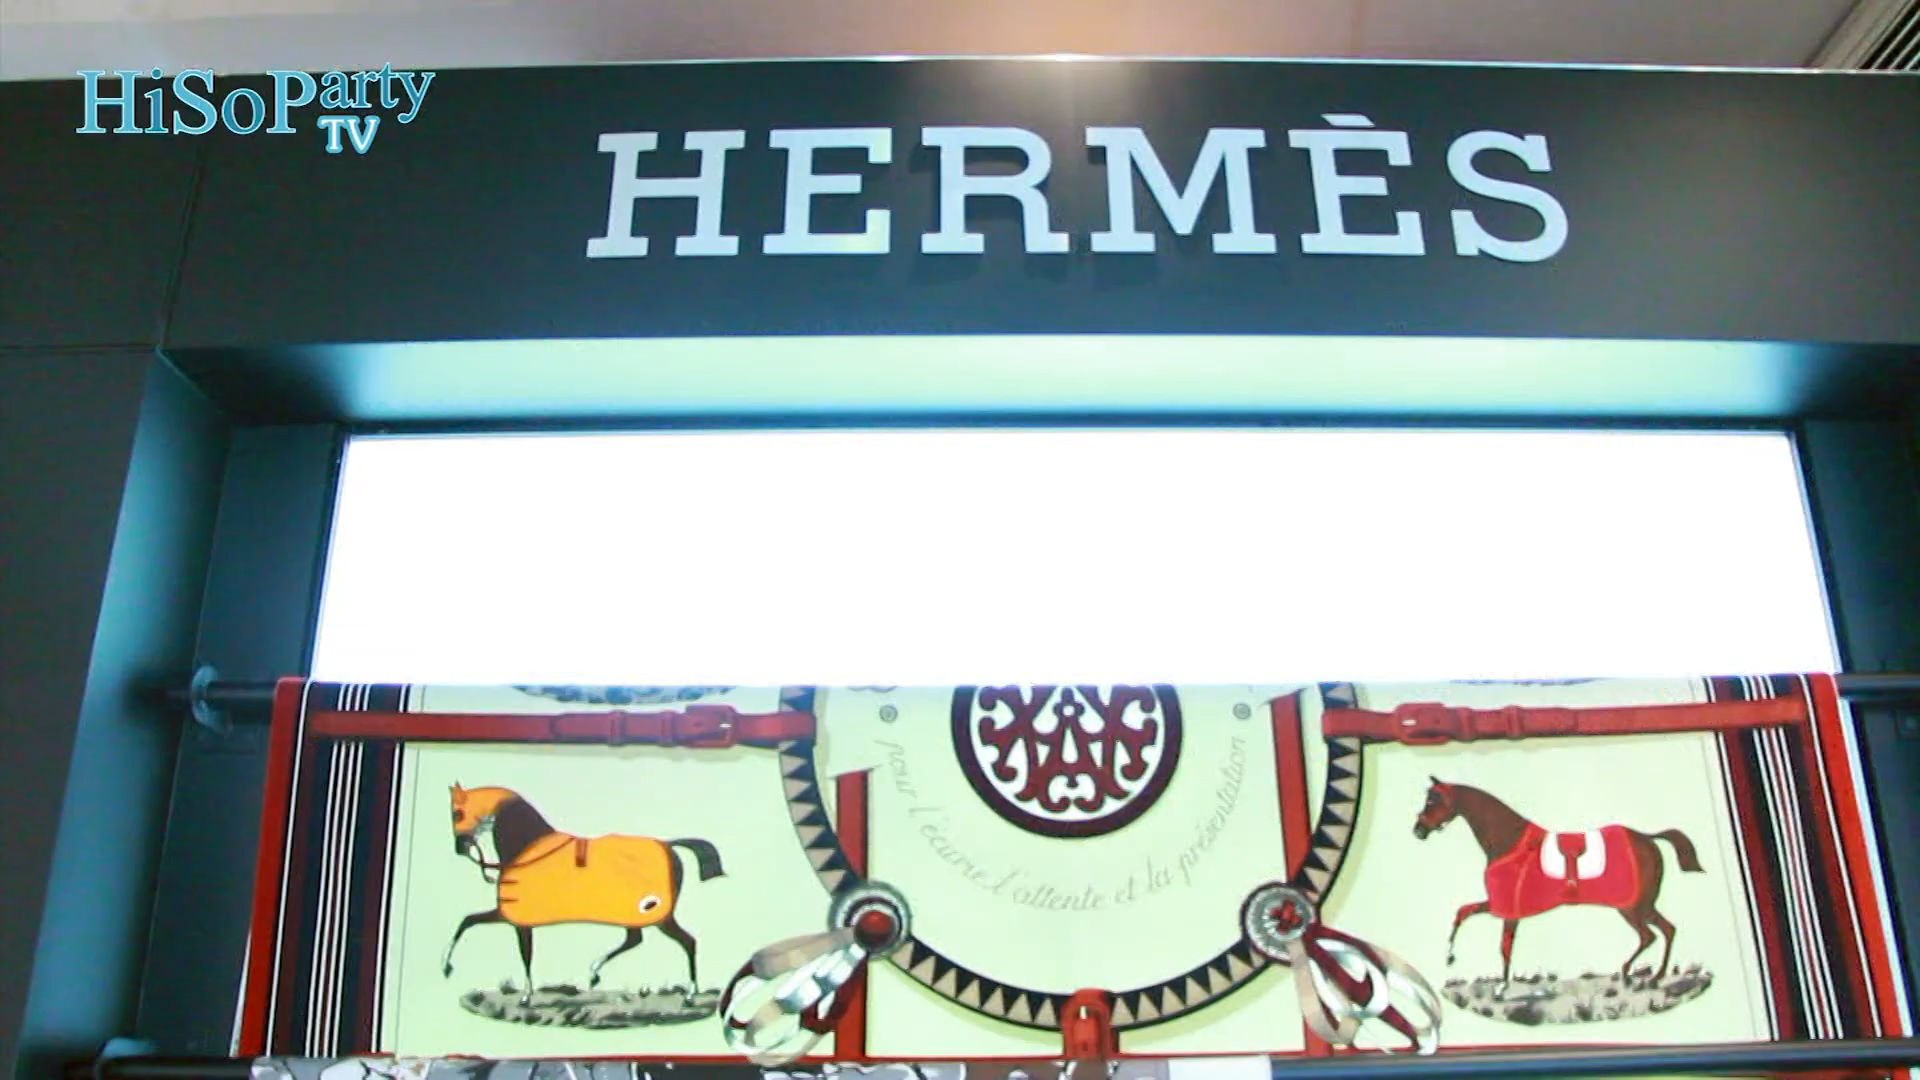 HiSoParty
TV
HERMÈS
pour l'écurie, l'attente et la présentation